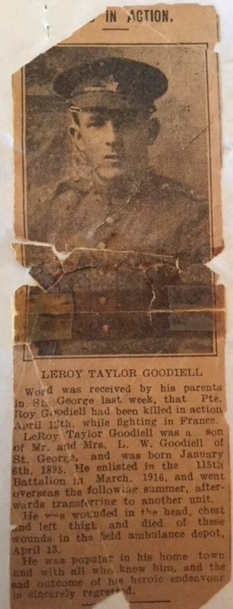 IN ACTION.
LEROY TAYLOR GOODIELL
Word was received by his parents
in St. George last week, that Pte.
Roy Goodiell had been killed in action
April 13th, while fighting in France.
LeRoy Taylor Goodiell was a son
of Mr. and Mrs. L. W. Goodiell of
St. George, and was born January
6th, 1895. He enlisted in the 115th
Battalion in March, 1916, and went
overseas the following summer, after-
wards transferring to another unit.
He was wounded in the head, chest
and left thigh and died of these
wounds in the field ambulance depot,
April 13.
He was popular in his home town
and with all who knew him, and the
sad outcome of his heroic endeavour
is sincerely regretted.